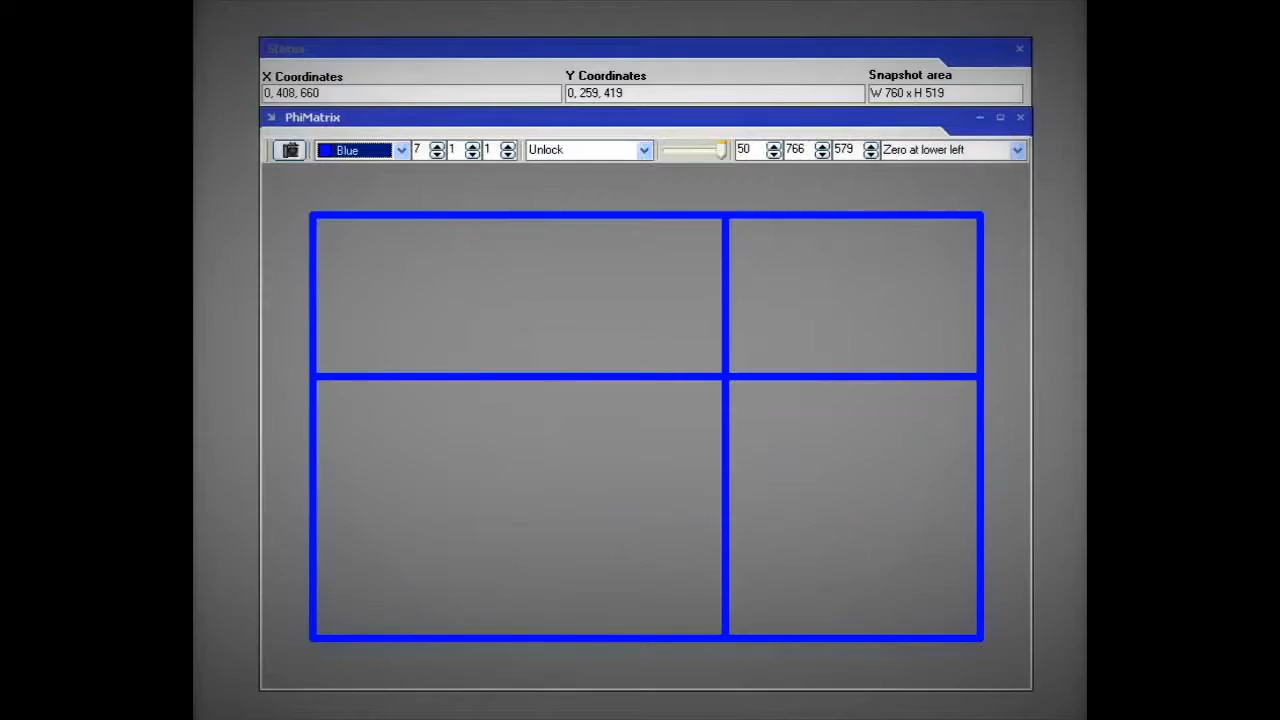 Status
X Coordinates
Y Coordinates
Snapshot area
0, 408, 660
0, 259, 419
W 760 x H 519
PhiMatrix
Blue 7 1 1 Unlock 50 766 579 Zero at lower left